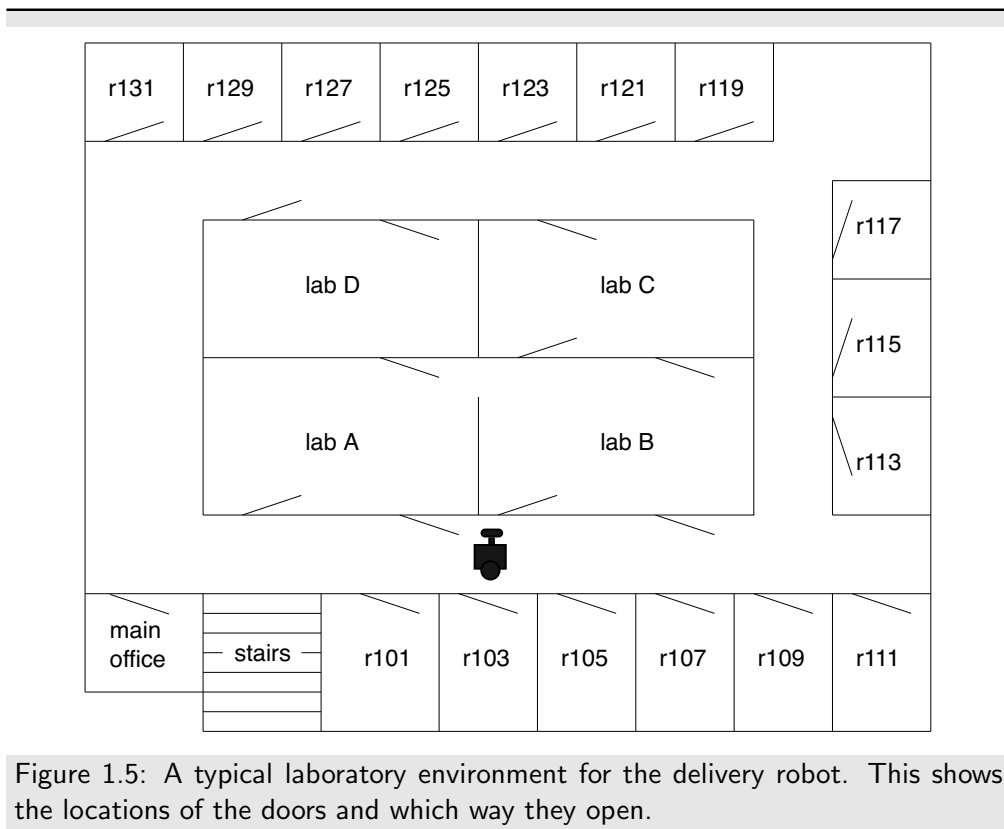 r131 r129 r127 r125 r123 r121 r119
r117
lab D lab C
r115
lab A lab B
r113
main
office
stairs
r101 r103 r105 r107 r109 r111
Figure 1.5: A typical laboratory environment for the delivery robot. This shows
the locations of the doors and which way they open.